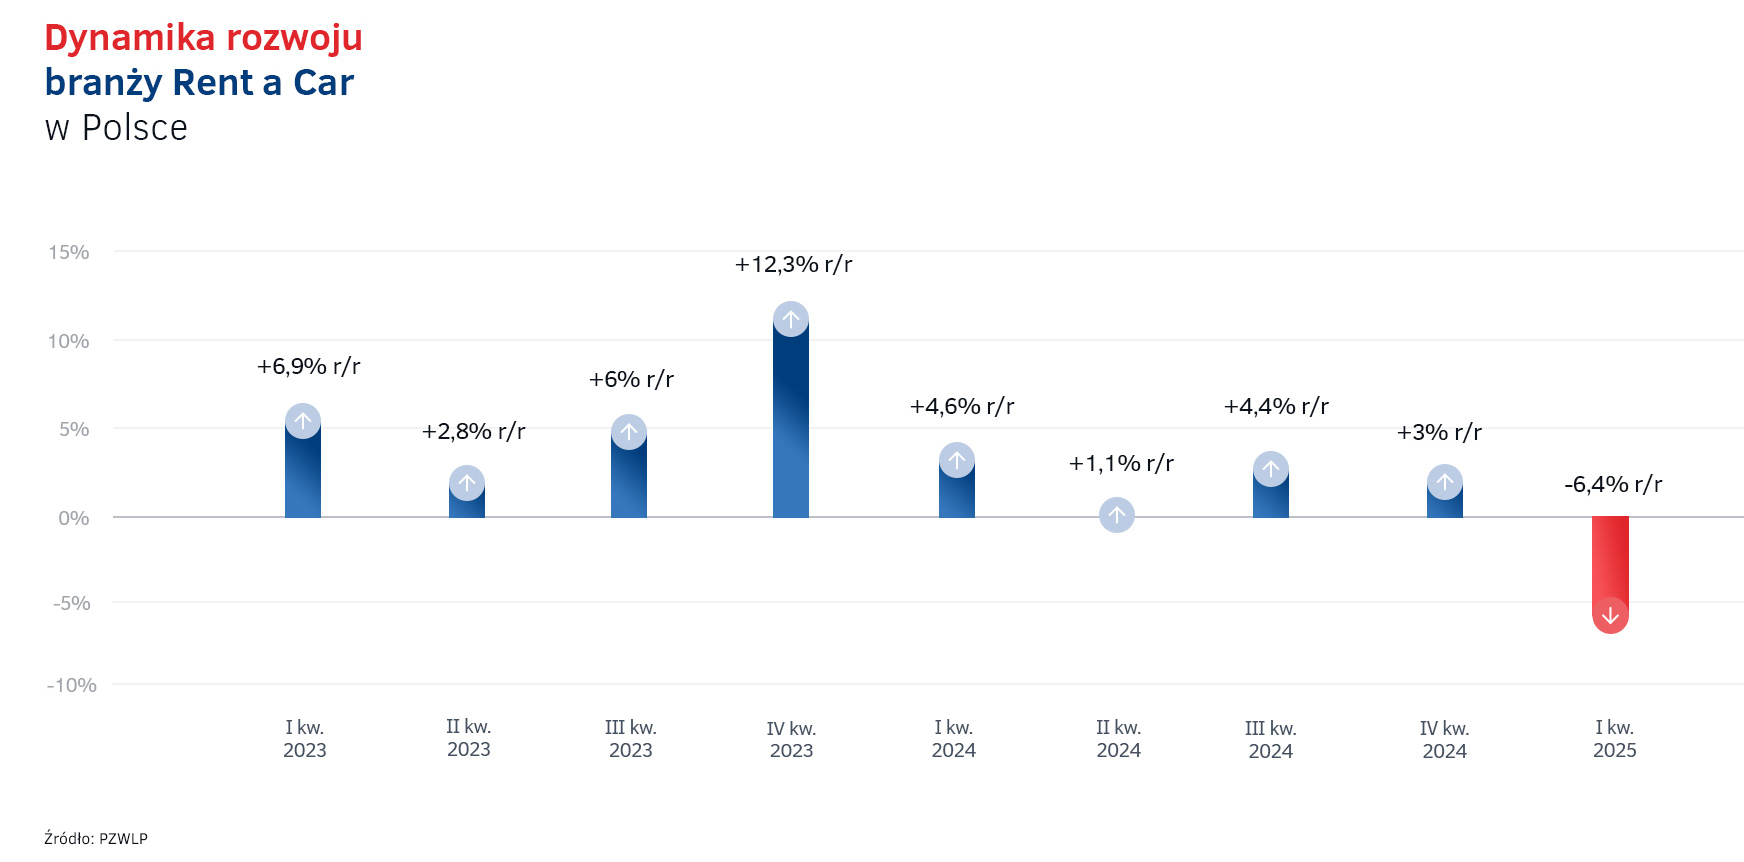 Dynamika rozwoju
branży Rent a Car
w Polsce
15%
10%
5%
0%
-5%
-10%
+6,9% r/r
+2,8% r/r
+6% r/r
+12,3% r/r
+4,6% r/r
+1,1% r/r
+4,4% r/r
+3% r/r
-6,4% r/r
I kw.
2023
II kw.
2023
III kw.
2023
IV kw.
2023
I kw.
2024
II kw.
2024
III kw.
2024
IV kw.
2024
I kw.
2025
Źródło: PZWLP